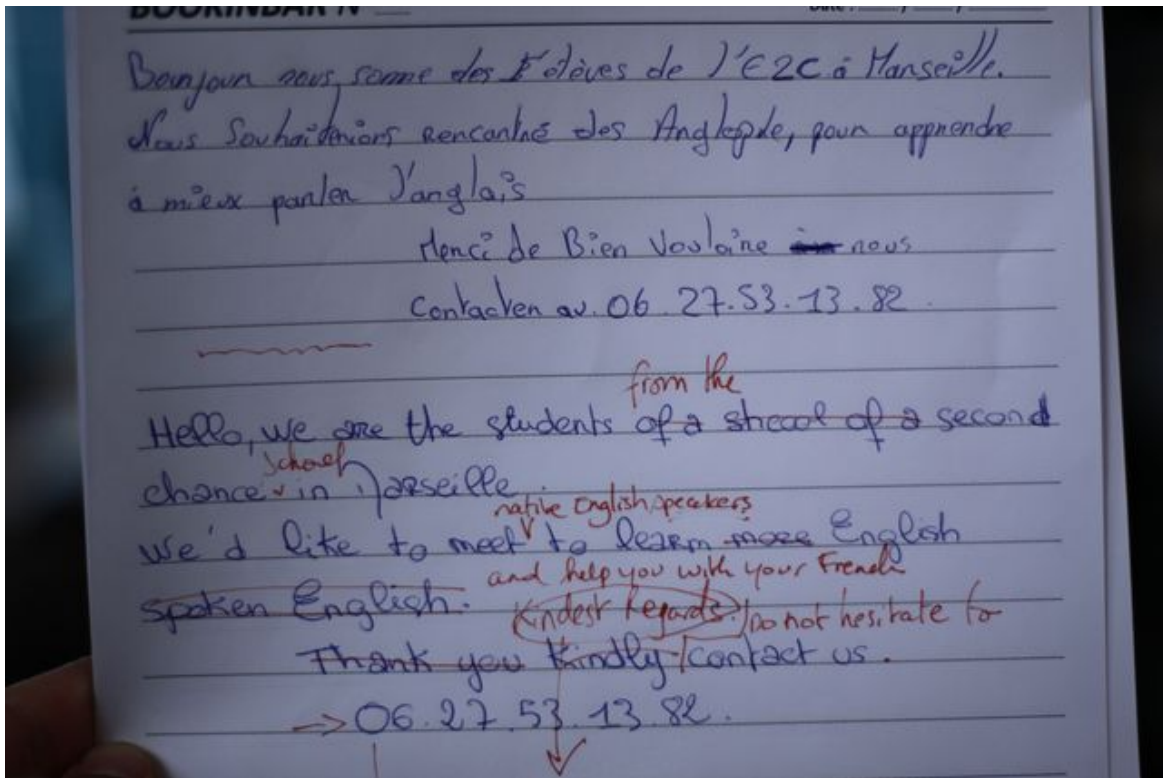 BOOKINBAR N°
Bonjour nous somme des élèves de l'E2C à Marseille.
Nous Souhaiterions rencontré des Anglopde, pour apprendre
à mieux parler l'anglais
Merci de Bien Vouloire nous
Contacter au. 06.27.53.13.82.
from the
Hello, we are the students of a shcool of a second
school
chance in Marseille.
native English speakers
We'd like to meet to learn more English
and help you with your French
spoken English.
Kindest Regards. Do not hesitate to
Thank you Kindly contact us.
→ 06.27.53.13.82.